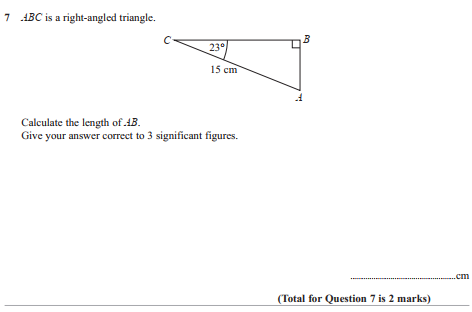 7 ABC is a right-angled triangle.
C
B
23°
15 cm
A
Calculate the length of AB.
Give your answer correct to 3 significant figures.
..................................cm
(Total for Question 7 is 2 marks)